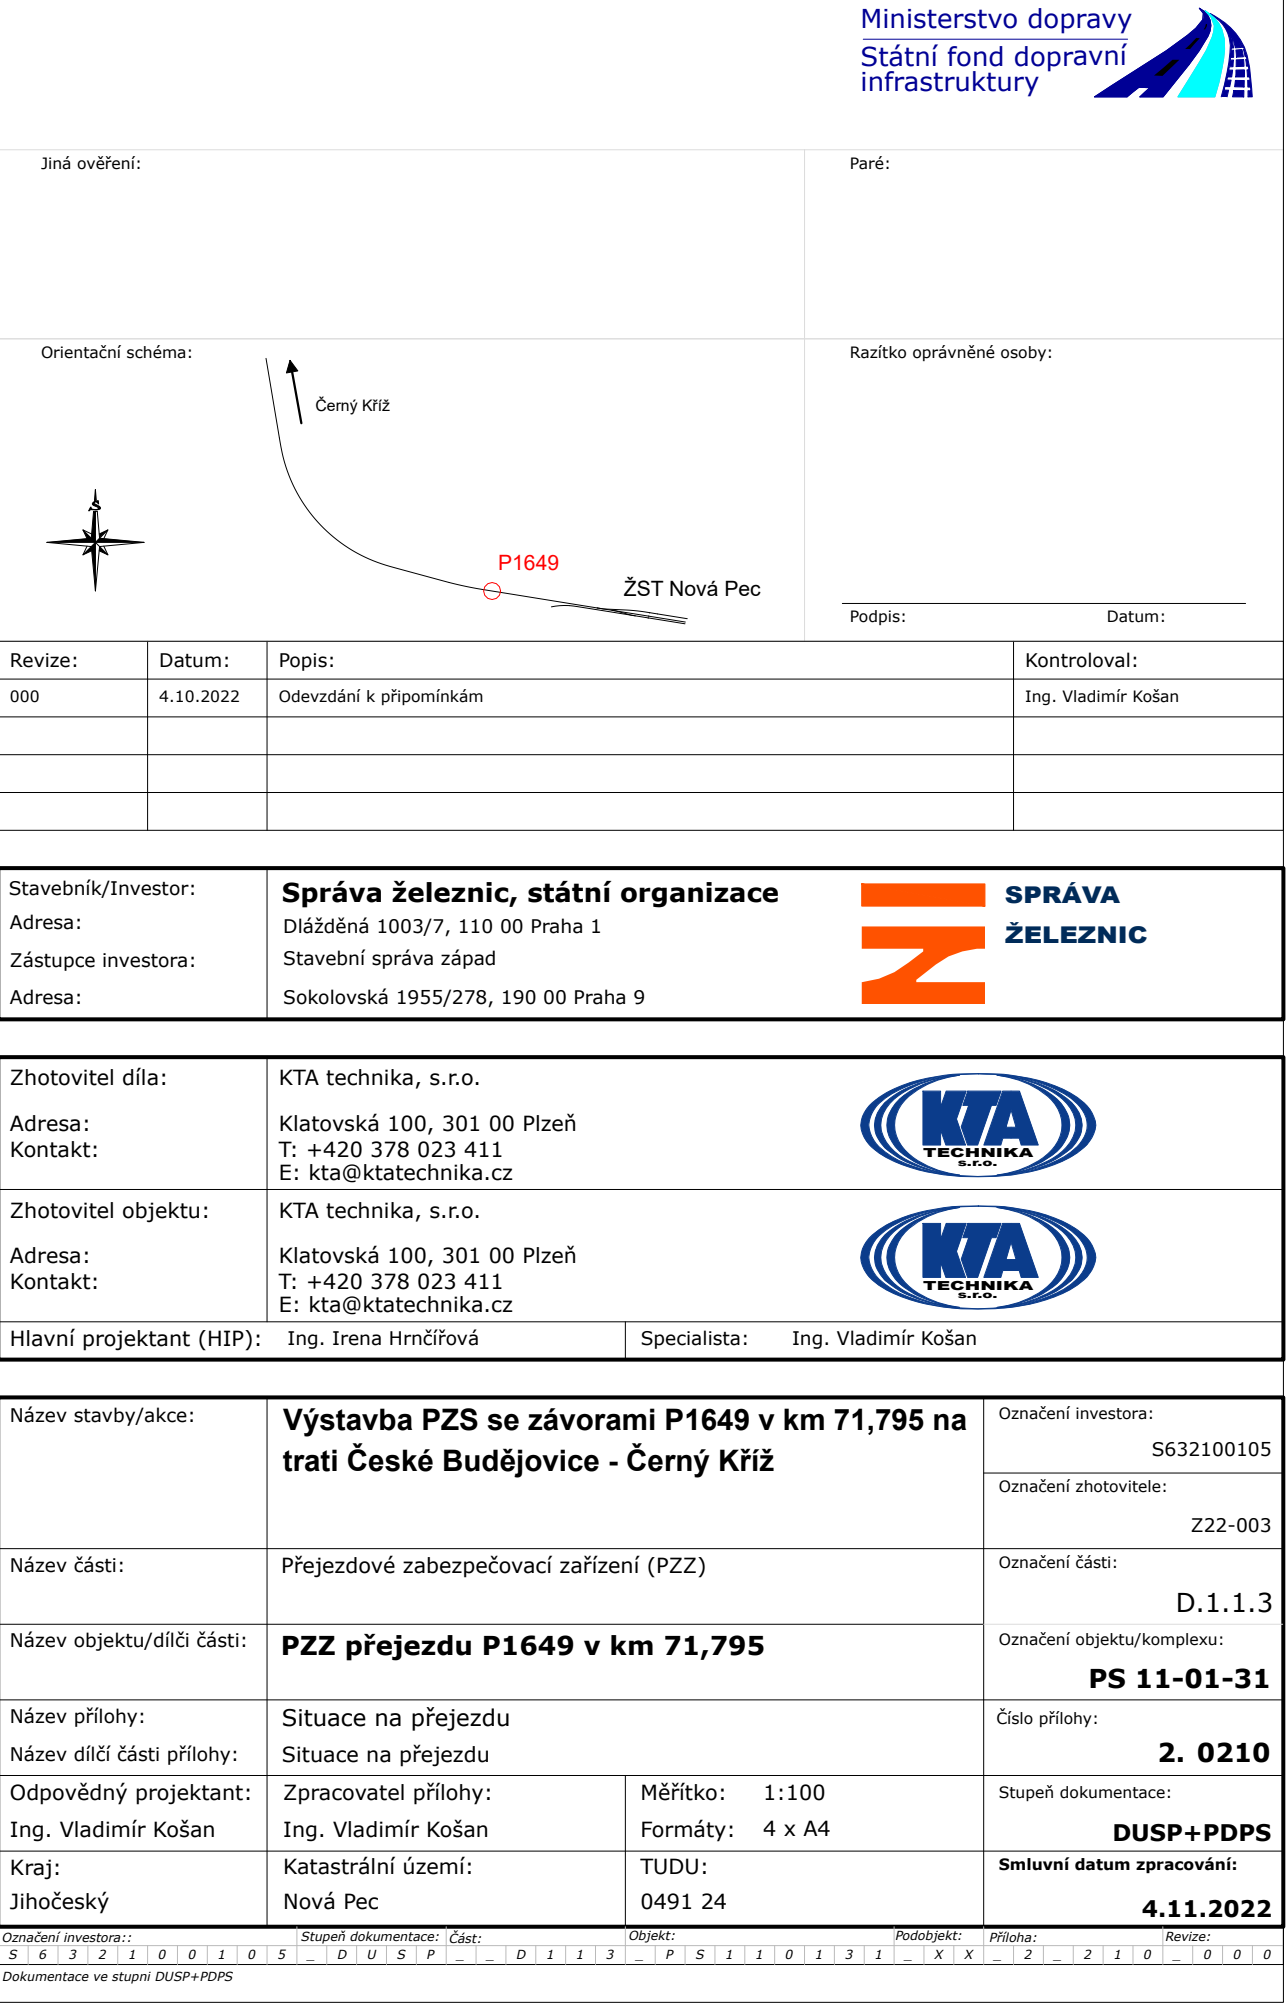 Ministerstvo dopravy
Státní fond dopravní
infrastruktury
Jiná ověření:
Paré:
Orientační schéma:
Razítko oprávněné osoby:
Černý Kříž
S
P1649
ŽST Nová Pec
Podpis: Datum:
Revize: Datum: Popis: Kontroloval:
000 4.10.2022 Odevzdání k připomínkám Ing. Vladimír Košan
Stavebník/Investor: Správa železnic, státní organizace
Adresa: Dlážděná 1003/7, 110 00 Praha 1
Zástupce investora: Stavební správa západ
Adresa: Sokolovská 1955/278, 190 00 Praha 9
SPRÁVA
ŽELEZNIC
Zhotovitel díla: KTA technika, s.r.o.
Adresa: Klatovská 100, 301 00 Plzeň
Kontakt: T: +420 378 023 411
E: kta@ktatechnika.cz
KTA
TECHNIKA
s.r.o.
Zhotovitel objektu: KTA technika, s.r.o.
Adresa: Klatovská 100, 301 00 Plzeň
Kontakt: T: +420 378 023 411
E: kta@ktatechnika.cz
KTA
TECHNIKA
s.r.o.
Hlavní projektant (HIP): Ing. Irena Hrnčířová Specialista: Ing. Vladimír Košan
Název stavby/akce: Výstavba PZS se závorami P1649 v km 71,795 na
trati České Budějovice - Černý Kříž
Označení investora:
S632100105
Označení zhotovitele:
Z22-003
Název části: Přejezdové zabezpečovací zařízení (PZZ)
Označení části:
D.1.1.3
Název objektu/dílči části: PZZ přejezdu P1649 v km 71,795
Označení objektu/komplexu:
PS 11-01-31
Název přílohy: Situace na přejezdu
Číslo přílohy:
Název dílčí části přílohy: Situace na přejezdu
2. 0210
Odpovědný projektant: Zpracovatel přílohy: Měřítko: 1:100 Stupeň dokumentace:
Ing. Vladimír Košan Ing. Vladimír Košan Formáty: 4 x A4 DUSP+PDPS
Kraj: Katastrální území: TUDU: Smluvní datum zpracování:
Jihočeský Nová Pec 0491 24 4.11.2022
Označení investora:: Stupeň dokumentace: Část: Objekt: Podobjekt: Příloha: Revize:
S 6 3 2 1 0 0 1 0 5 _ D U S P _ _ D 1 1 3 _ P S 1 1 0 1 3 1 _ X X _ 2 _ 2 1 0 _ 0 0 0
Dokumentace ve stupni DUSP+PDPS